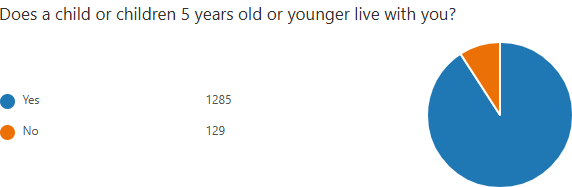 Does a child or children 5 years old or younger live with you?
Yes 1285
No 129